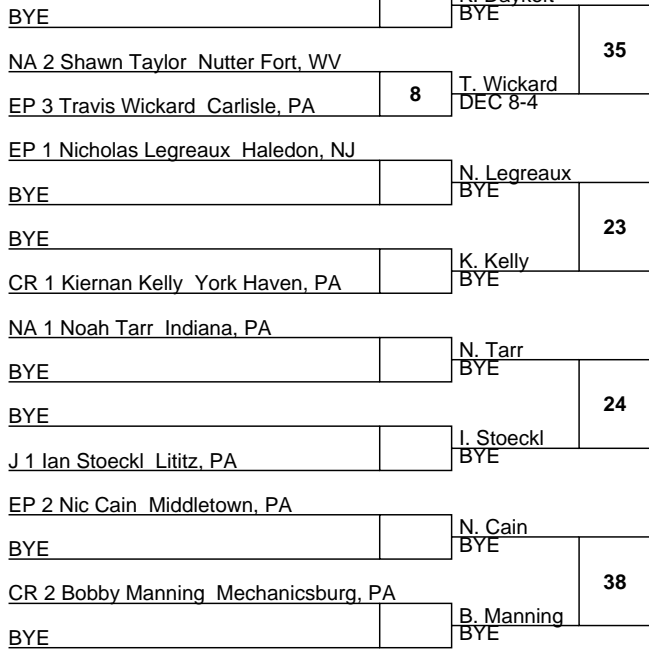 BYE
BYE
35
NA 2 Shawn Taylor Nutter Fort, WV
8
T. Wickard
DEC 8-4
EP 3 Travis Wickard Carlisle, PA
EP 1 Nicholas Legreaux Haledon, NJ
N. Legreaux
BYE
BYE
23
BYE
K. Kelly
BYE
CR 1 Kiernan Kelly York Haven, PA
NA 1 Noah Tarr Indiana, PA
N. Tarr
BYE
BYE
24
BYE
I. Stoeckl
BYE
J 1 Ian Stoeckl Lititz, PA
EP 2 Nic Cain Middletown, PA
N. Cain
BYE
BYE
38
CR 2 Bobby Manning Mechanicsburg, PA
B. Manning
BYE
BYE